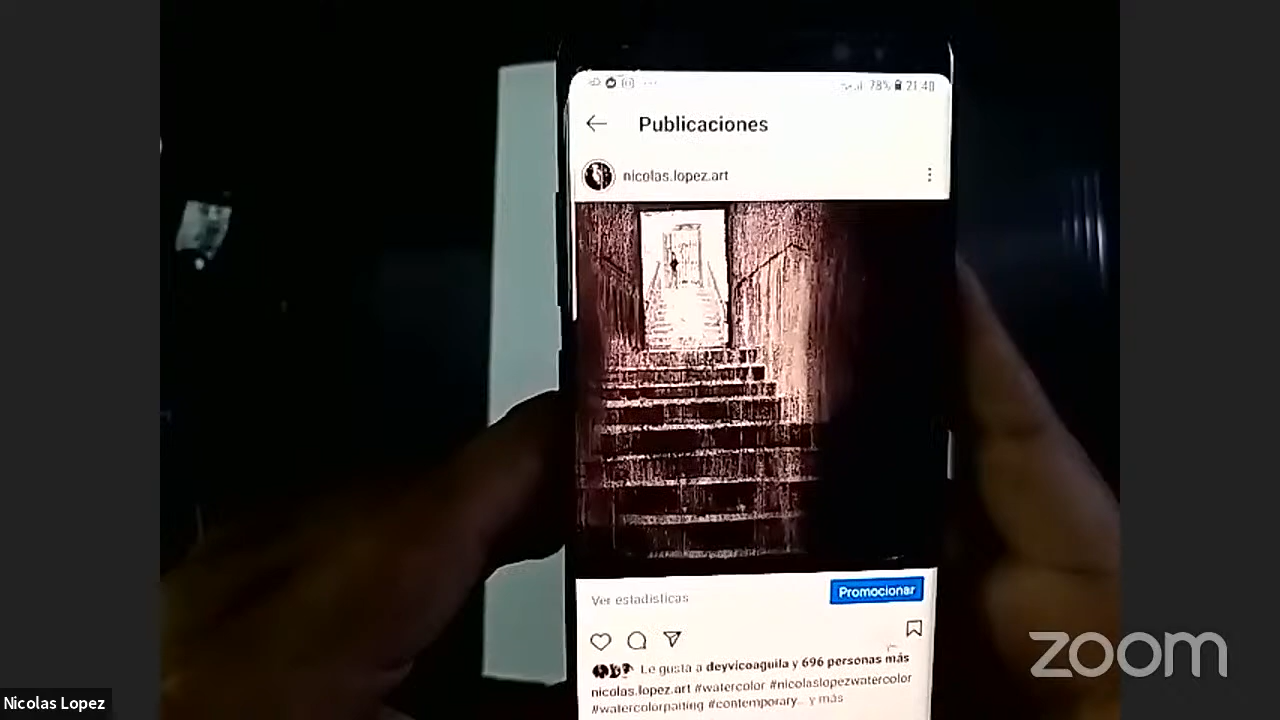 78% 21:40
Publicaciones
nicolas.lopez.art
Ver estadísticas
Promocionar
Le gusta a deyvicoaguila y 696 personas más
nicolas.lopez.art #watercolor #nicolaslopezwatercolor
#watercolorpaiting #contemporary... y más
zoom
Nicolas Lopez